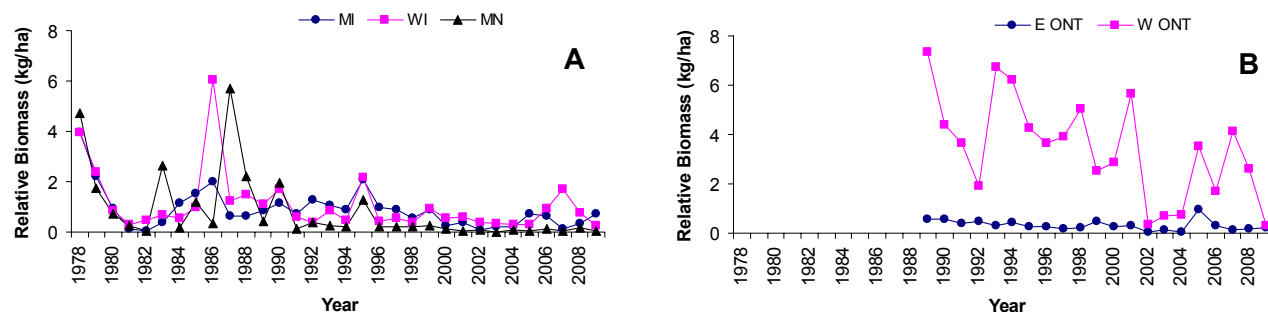 MI WI MN
A
Relative Biomass (kg/ha)
8
6
4
2
0
1978 1980 1982 1984 1986 1988 1990 1992 1994 1996 1998 2000 2002 2004 2006 2008
Year
E ONT W ONT
B
Relative Biomass (kg/ha)
8
6
4
2
0
1978 1980 1982 1984 1986 1988 1990 1992 1994 1996 1998 2000 2002 2004 2006 2008
Year